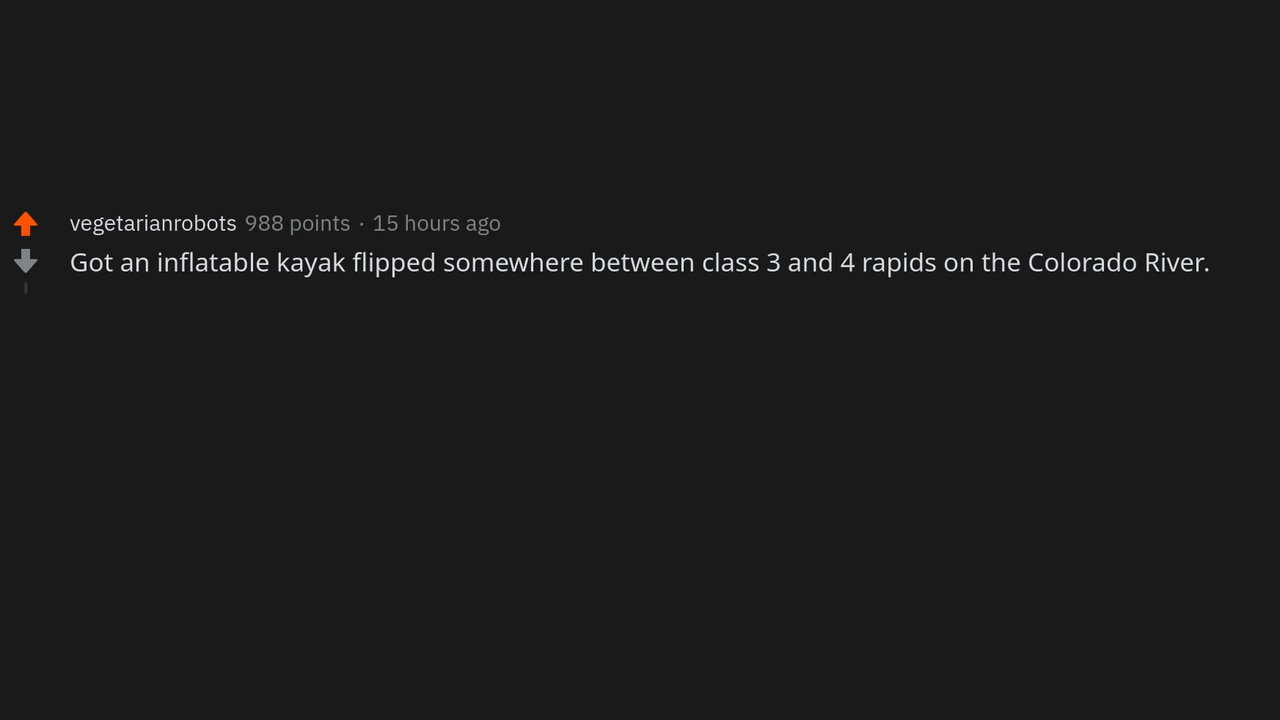 vegetarianrobots 988 points · 15 hours ago
Got an inflatable kayak flipped somewhere between class 3 and 4 rapids on the Colorado River.